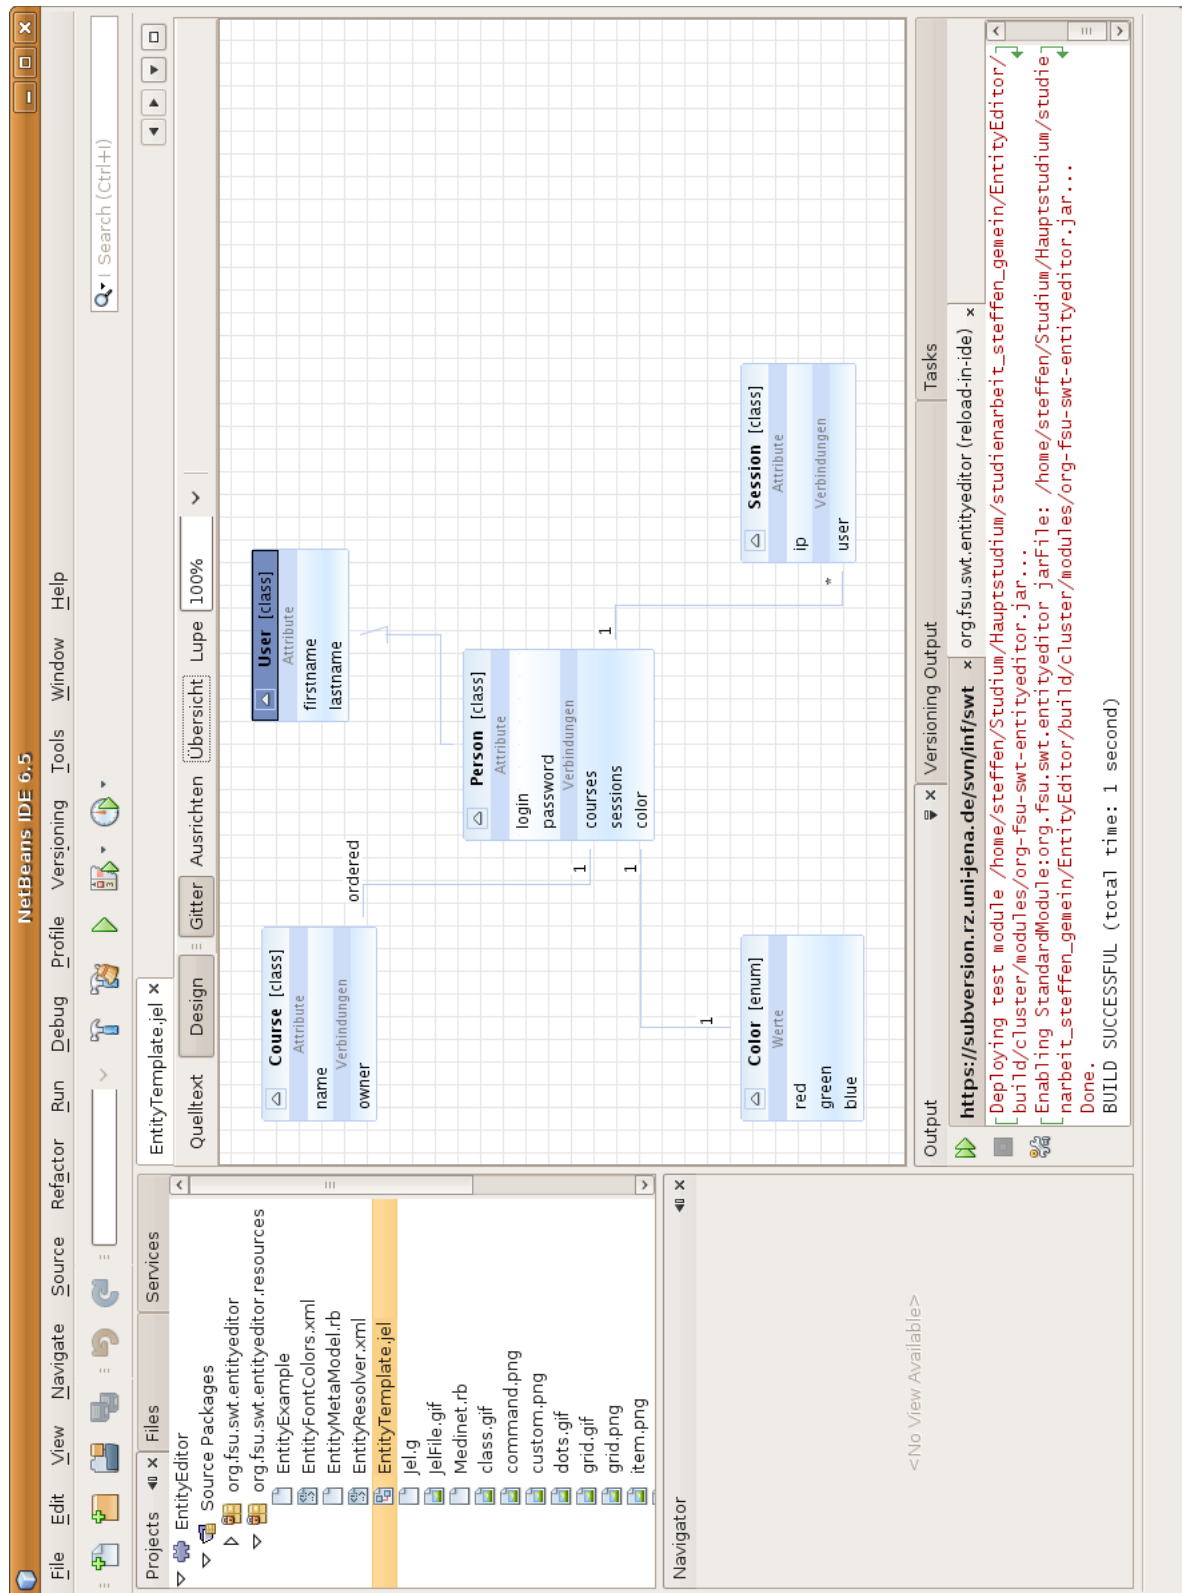 NetBeans IDE 6.5
File Edit View Navigate Source Refactor Run Debug Profile Versioning Tools Window Help
Search (Ctrl+I)
Projects Files Services
EntityEditor
Source Packages
org.fsu.swt.entityeditor
org.fsu.swt.entityeditor.resources
EntityExample
EntityFontColors.xml
EntityMetaModel.rb
EntityResolver.xml
EntityTemplate.jel
Jel.g
JelFile.gif
Medinet.rb
class.gif
command.png
custom.png
dots.gif
grid.gif
grid.png
item.png
Navigator
<No View Available>
EntityTemplate.jel
Quelltext Design Gitter Ausrichten Übersicht Lupe 100%
Course [class]
Attribute
name
Verbindungen
owner
ordered
User [class]
Attribute
firstname
lastname
Person [class]
Attribute
login
password
Verbindungen
courses
sessions
color
1
1
1
1
*
Color [enum]
Werte
red
green
blue
Session [class]
Attribute
ip
Verbindungen
user
Output Versioning Output Tasks
https://subversion.rz.uni-jena.de/svn/inf/swt org.fsu.swt.entityeditor (reload-in-ide)
Deploying test module /home/steffen/Studium/Hauptstudium/studienarbeit_steffen_gemein/EntityEditor/
build/cluster/modules/org-fsu-swt-entityeditor.jar...
Enabling StandardModule:org.fsu.swt.entityeditor jarFile: /home/steffen/Studium/Hauptstudium/studie
narbeit_steffen_gemein/EntityEditor/build/cluster/modules/org-fsu-swt-entityeditor.jar...
Done.
BUILD SUCCESSFUL (total time: 1 second)